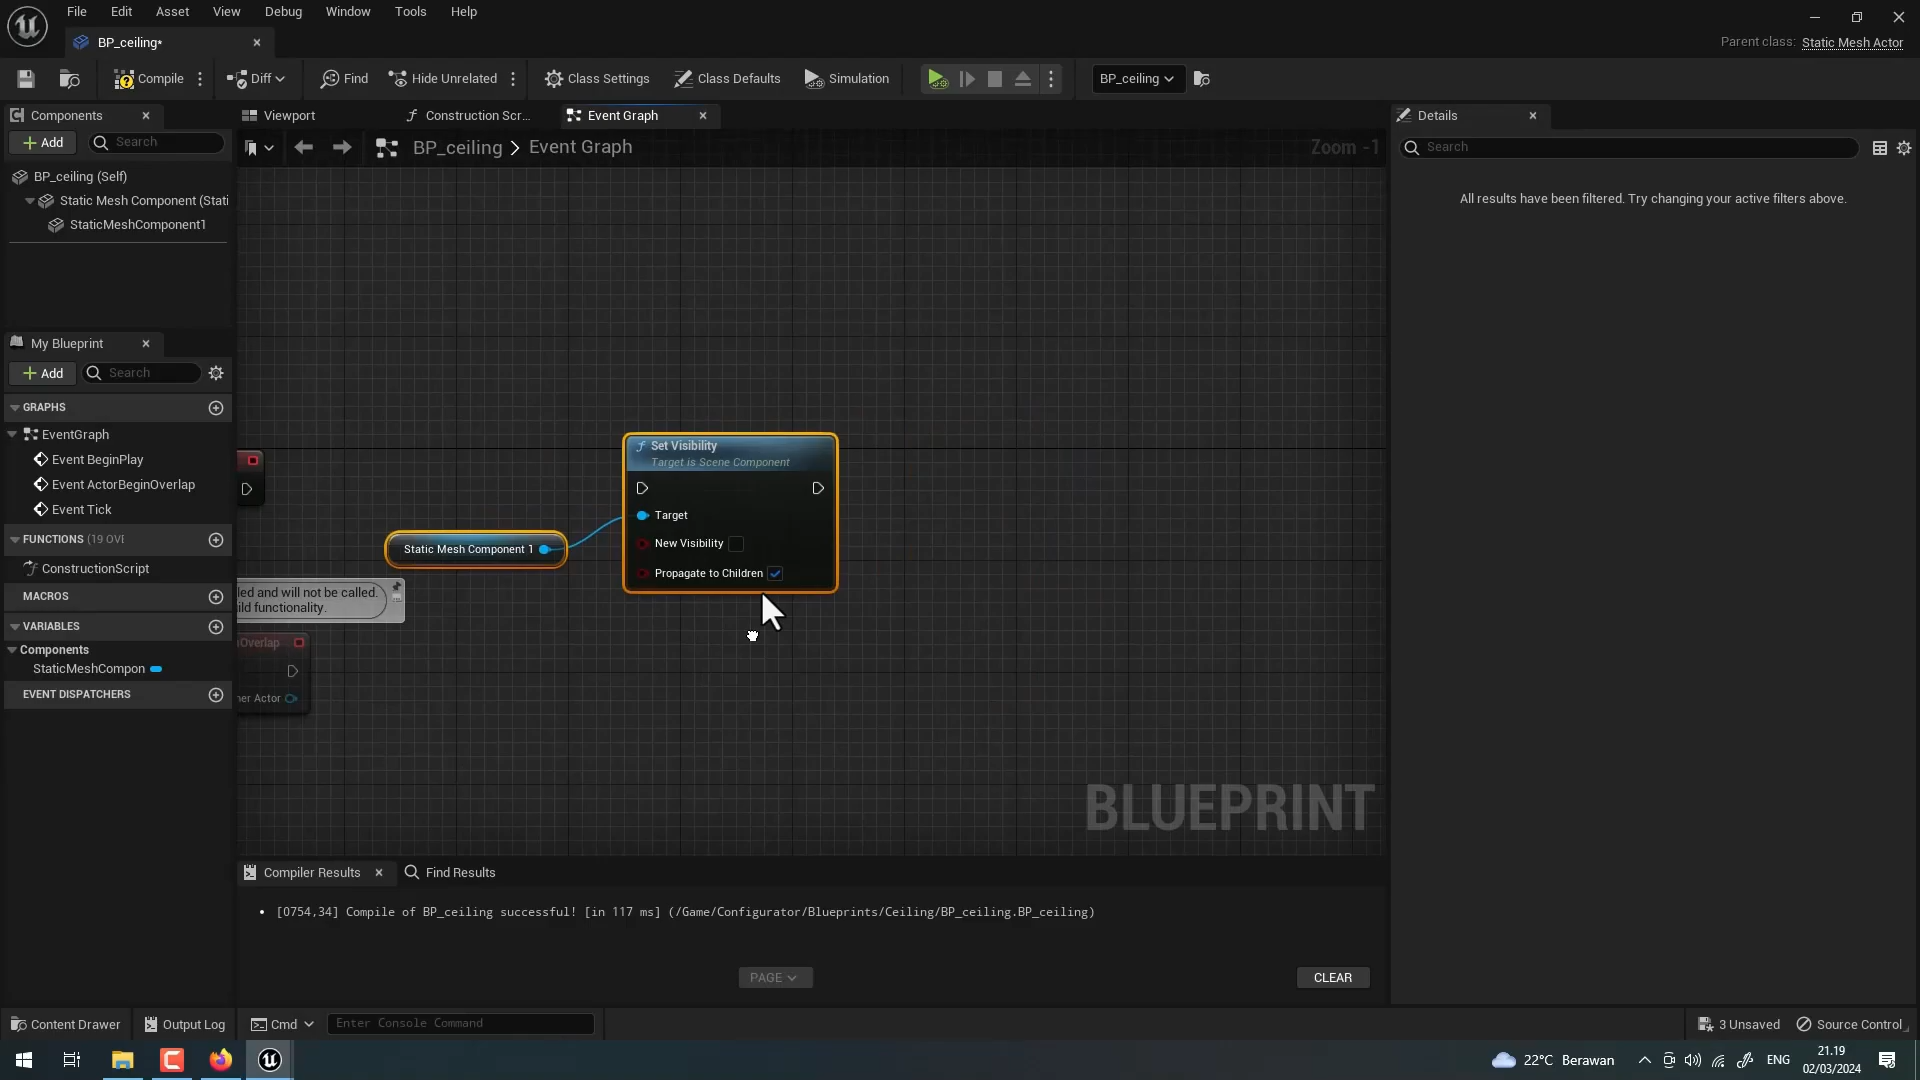 File Edit Asset View Debug Window Tools Help
BP_ceiling*
Parent class: Static Mesh Actor
Compile Diff Find Hide Unrelated Class Settings Class Defaults Simulation BP_ceiling
Components
Add Search
BP_ceiling (Self)
Static Mesh Component (Stati
StaticMeshComponent1
My Blueprint
Add Search
GRAPHS
EventGraph
Event BeginPlay
Event ActorBeginOverlap
Event Tick
FUNCTIONS (19 OVE
ConstructionScript
MACROS
VARIABLES
Components
StaticMeshCompon
EVENT DISPATCHERS
Viewport Construction Scr... Event Graph
BP_ceiling > Event Graph
Zoom -1
Set Visibility
Target is Scene Component
Target
New Visibility
Propagate to Children
Static Mesh Component 1
led and will not be called.
ild functionality.
Overlap
her Actor
BLUEPRINT
Details
Search
All results have been filtered. Try changing your active filters above.
Compiler Results Find Results
• [0754,34] Compile of BP_ceiling successful! [in 117 ms] (/Game/Configurator/Blueprints/Ceiling/BP_ceiling.BP_ceiling)
PAGE CLEAR
Content Drawer Output Log Cmd Enter Console Command 3 Unsaved Source Control
22°C Berawan ENG
21.19
02/03/2024